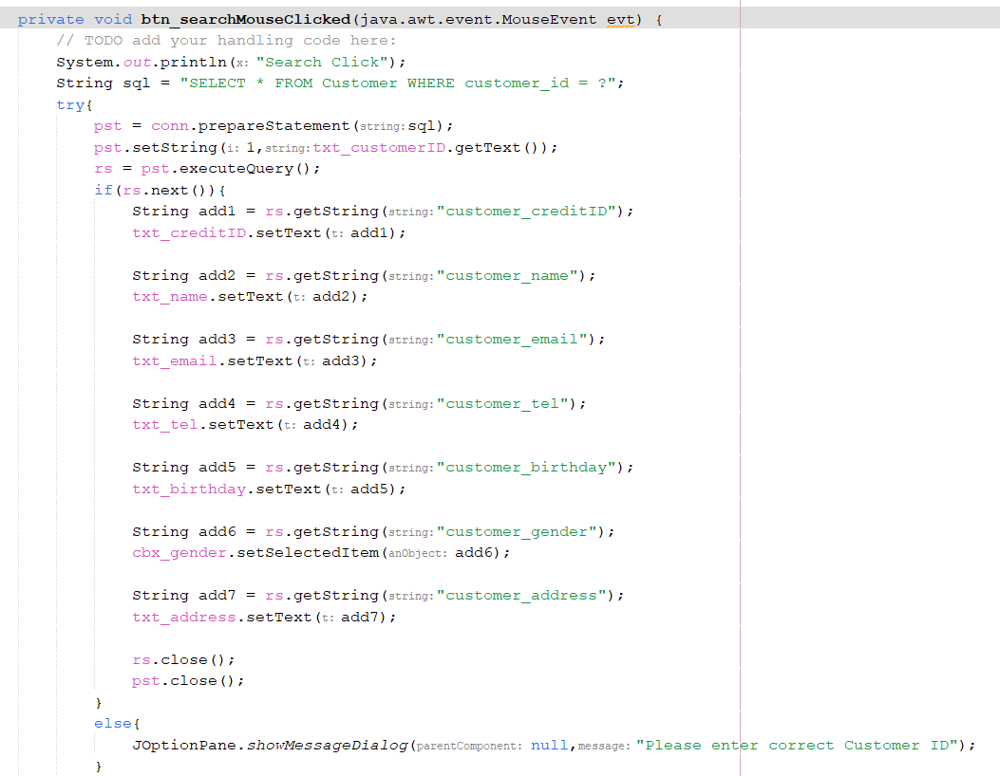 private void btn_searchMouseClicked(java.awt.event.MouseEvent evt) {
// TODO add your handling code here:
System.out.println(x: "Search Click");
String sql = "SELECT * FROM Customer WHERE customer_id = ?";
try{
pst = conn.prepareStatement(string:sql);
pst.setString(i: 1,string:txt_customerID.getText());
rs = pst.executeQuery();
if(rs.next()){
String add1 = rs.getString(string:"customer_creditID");
txt_creditID.setText(t: add1);
String add2 = rs.getString(string:"customer_name");
txt_name.setText(t: add2);
String add3 = rs.getString(string:"customer_email");
txt_email.setText(t: add3);
String add4 = rs.getString(string:"customer_tel");
txt_tel.setText(t: add4);
String add5 = rs.getString(string:"customer_birthday");
txt_birthday.setText(t: add5);
String add6 = rs.getString(string:"customer_gender");
cbx_gender.setSelectedItem(anObject: add6);
String add7 = rs.getString(string:"customer_address");
txt_address.setText(t: add7);
rs.close();
pst.close();
}
else{
JOptionPane.showMessageDialog(parentComponent: null,message: "Please enter correct Customer ID");
}